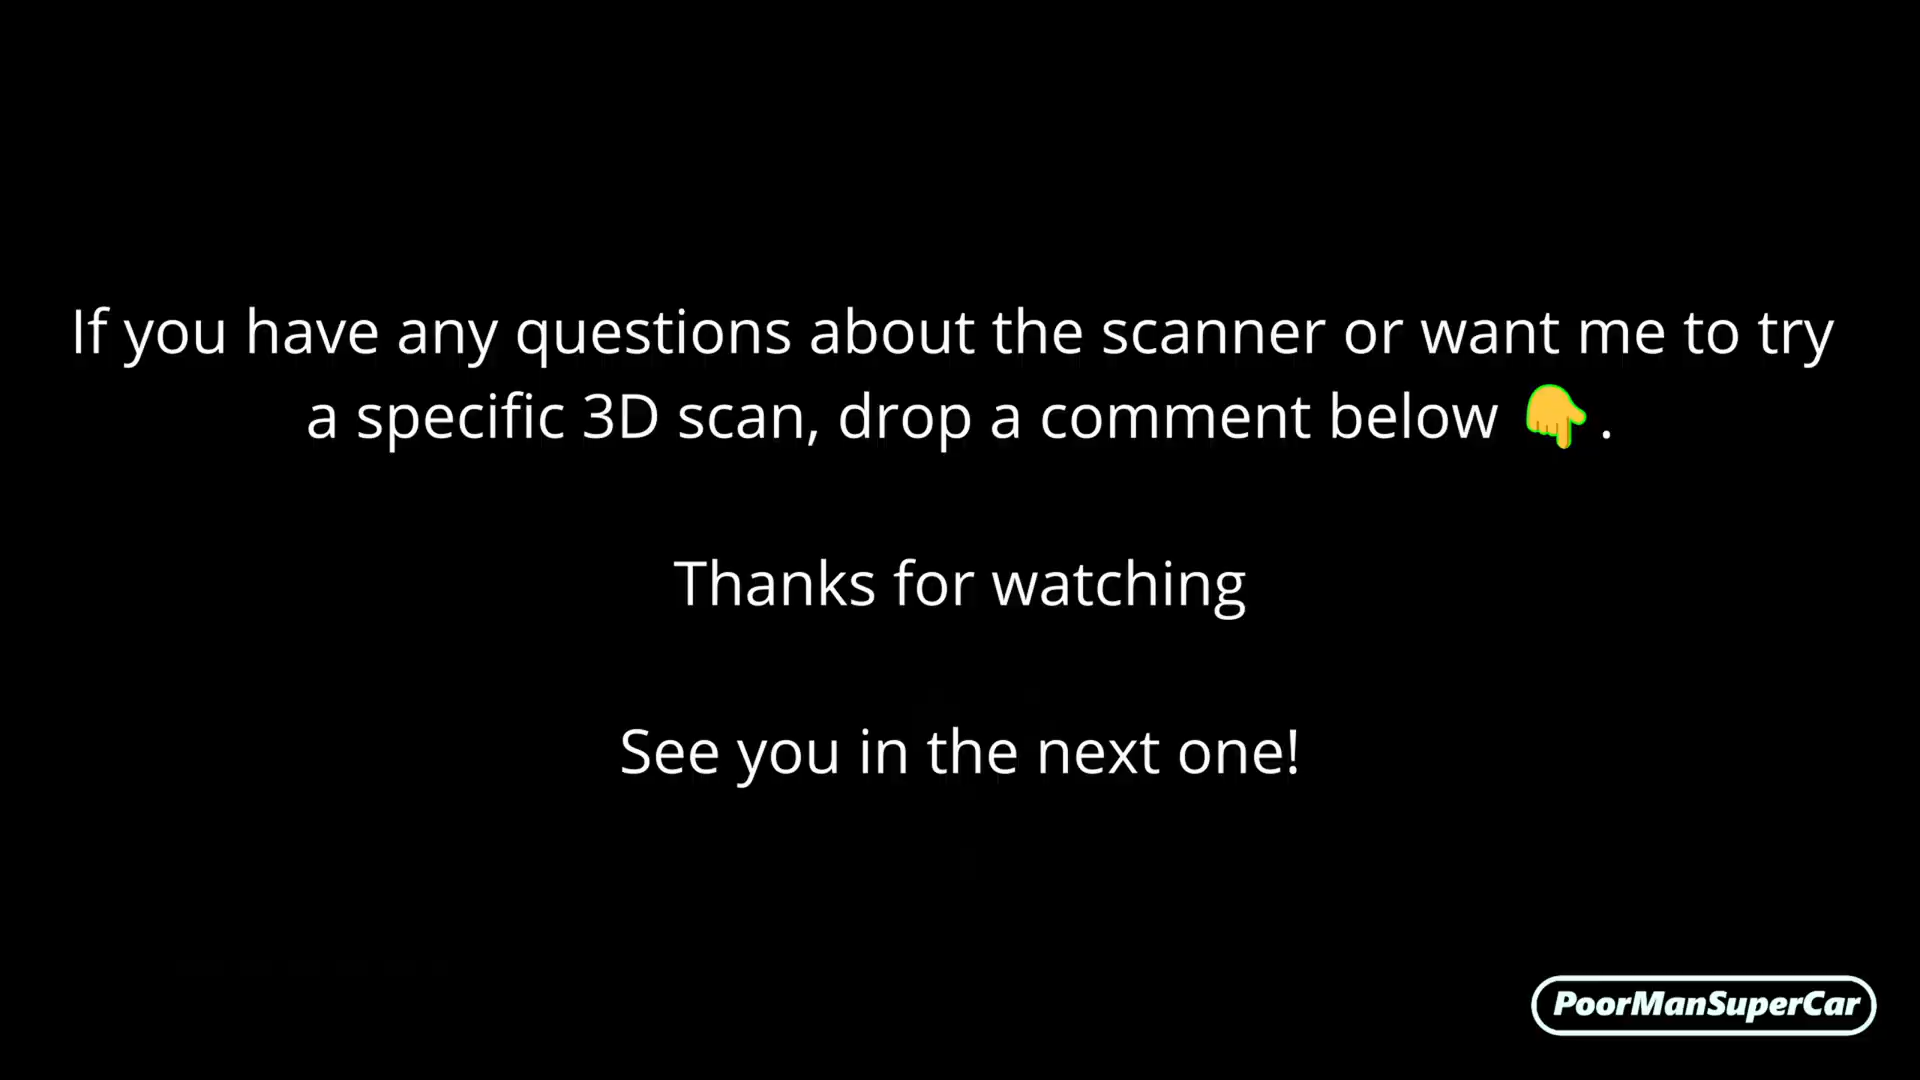 If you have any questions about the scanner or want me to try
a specific 3D scan, drop a comment below 👇 .
Thanks for watching
See you in the next one!
PoorManSuperCar